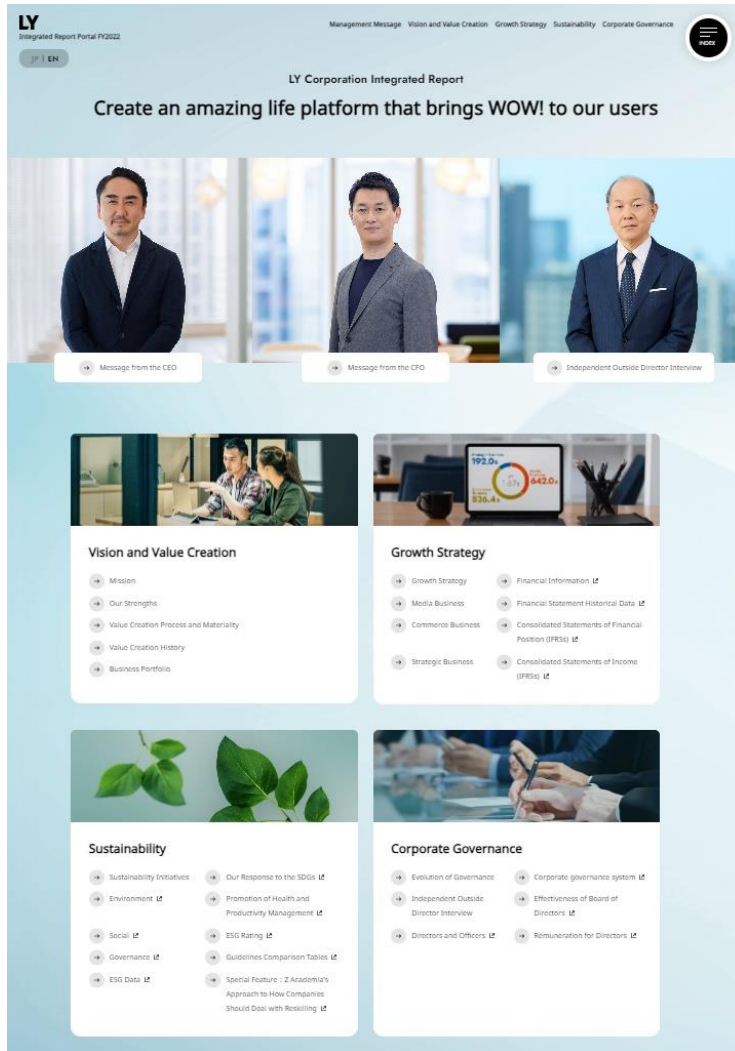 LY
Integrated Report Portal FY2022
Management Message Vision and Value Creation Growth Strategy Sustainability Corporate Governance
INDEX
JP | EN
LY Corporation Integrated Report
Create an amazing life platform that brings WOW! to our users
Message from the CEO
Message from the CFO
Independent Outside Director Interview
192.0
642.0
836.4
Vision and Value Creation
Mission
Our Strengths
Value Creation Process and Materiality
Value Creation History
Business Portfolio
Growth Strategy
Growth Strategy
Media Business
Commerce Business
Strategic Business
Financial Information
Financial Statement Historical Data
Consolidated Statements of Financial
Position (IFRSs)
Consolidated Statements of Income
(IFRSs)
Sustainability
Sustainability Initiatives
Environment
Social
Governance
ESG Data
Our Response to the SDGs
Promotion of Health and
Productivity Management
ESG Rating
Guidelines Comparison Tables
Special Feature : Z Academia's
Approach to How Companies
Should Deal with Reskilling
Corporate Governance
Evolution of Governance
Independent Outside
Director Interview
Directors and Officers
Corporate governance system
Effectiveness of Board of
Directors
Remuneration for Directors